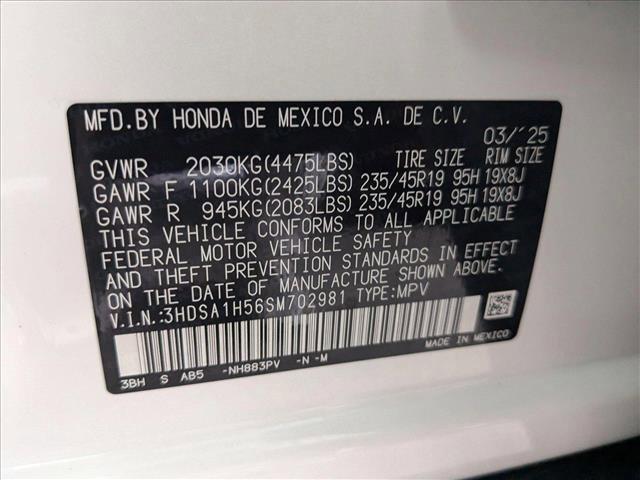 MFD.BY HONDA DE MEXICO S.A. DE C.V.
03/'25
GVWR 2030KG(4475LBS) TIRE SIZE RIM SIZE
GAWR F 1100KG(2425LBS) 235/45R19 95H 19X8J
GAWR R 945KG(2083LBS) 235/45R19 95H 19X8J
THIS VEHICLE CONFORMS TO ALL APPLICABLE
FEDERAL MOTOR VEHICLE SAFETY
AND THEFT PREVENTION STANDARDS IN EFFECT
ON THE DATE OF MANUFACTURE SHOWN ABOVE.
V.I.N.:3HDSA1H56SM702981 TYPE:MPV
MADE IN MEXICO
3BH S AB5 -NH883PV -N -M